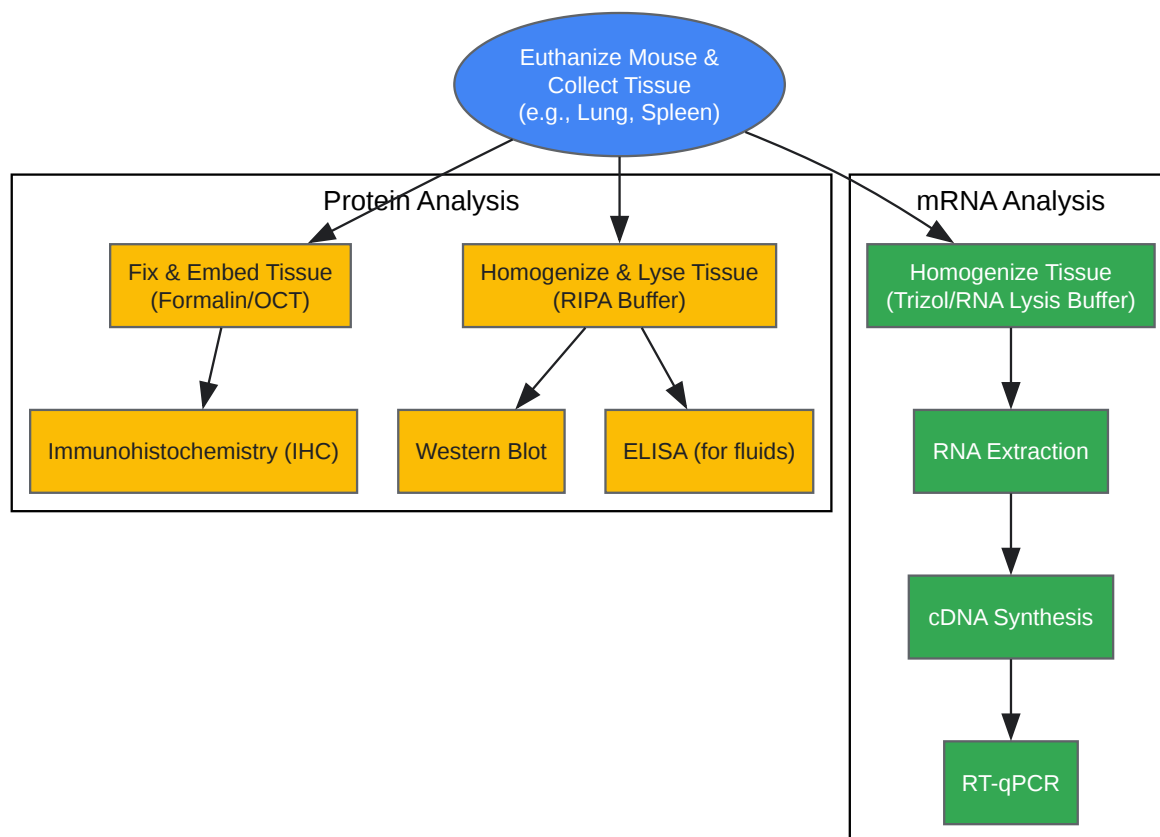 Euthanize Mouse &
Collect Tissue
(e.g., Lung, Spleen)
Protein Analysis
Fix & Embed Tissue
(Formalin/OCT)
Homogenize & Lyse Tissue
(RIPA Buffer)
Immunohistochemistry (IHC)
Western Blot
ELISA (for fluids)
mRNA Analysis
Homogenize Tissue
(Trizol/RNA Lysis Buffer)
RNA Extraction
cDNA Synthesis
RT-qPCR